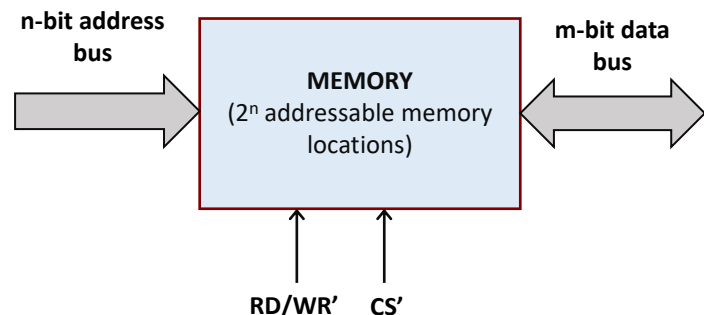 n-bit address
bus
MEMORY
(2ⁿ addressable memory
locations)
m-bit data
bus
RD/WR’
CS’